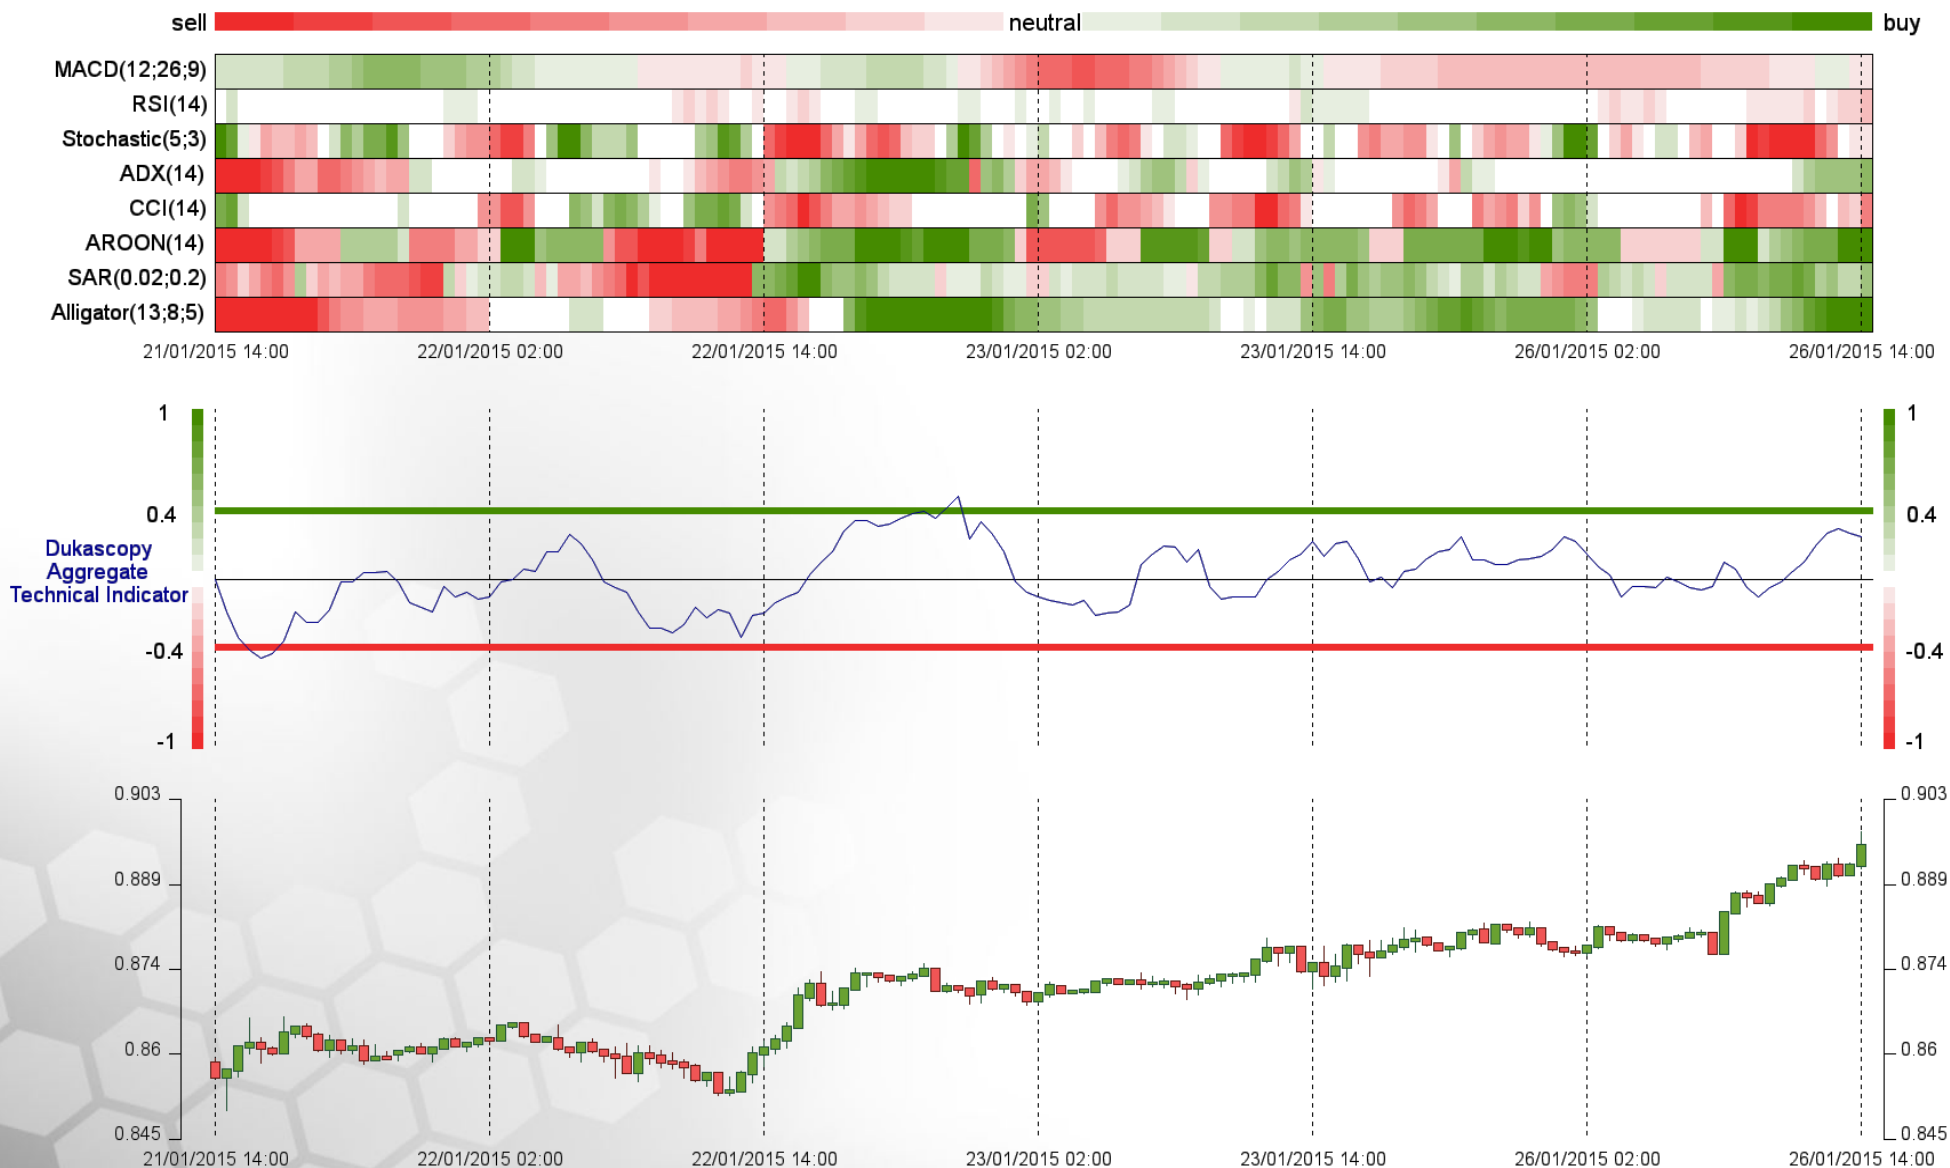 sell neutral buy
MACD(12;26;9)
RSI(14)
Stochastic(5;3)
ADX(14)
CCI(14)
AROON(14)
SAR(0.02;0.2)
Alligator(13;8;5)
21/01/2015 14:00 22/01/2015 02:00 22/01/2015 14:00 23/01/2015 02:00 23/01/2015 14:00 26/01/2015 02:00 26/01/2015 14:00
1 1
0.4 0.4
Dukascopy
Aggregate
Technical Indicator
-0.4 -0.4
-1 -1
0.903 0.903
0.889 0.889
0.874 0.874
0.86 0.86
0.845 0.845
21/01/2015 14:00 22/01/2015 02:00 22/01/2015 14:00 23/01/2015 02:00 23/01/2015 14:00 26/01/2015 02:00 26/01/2015 14:00